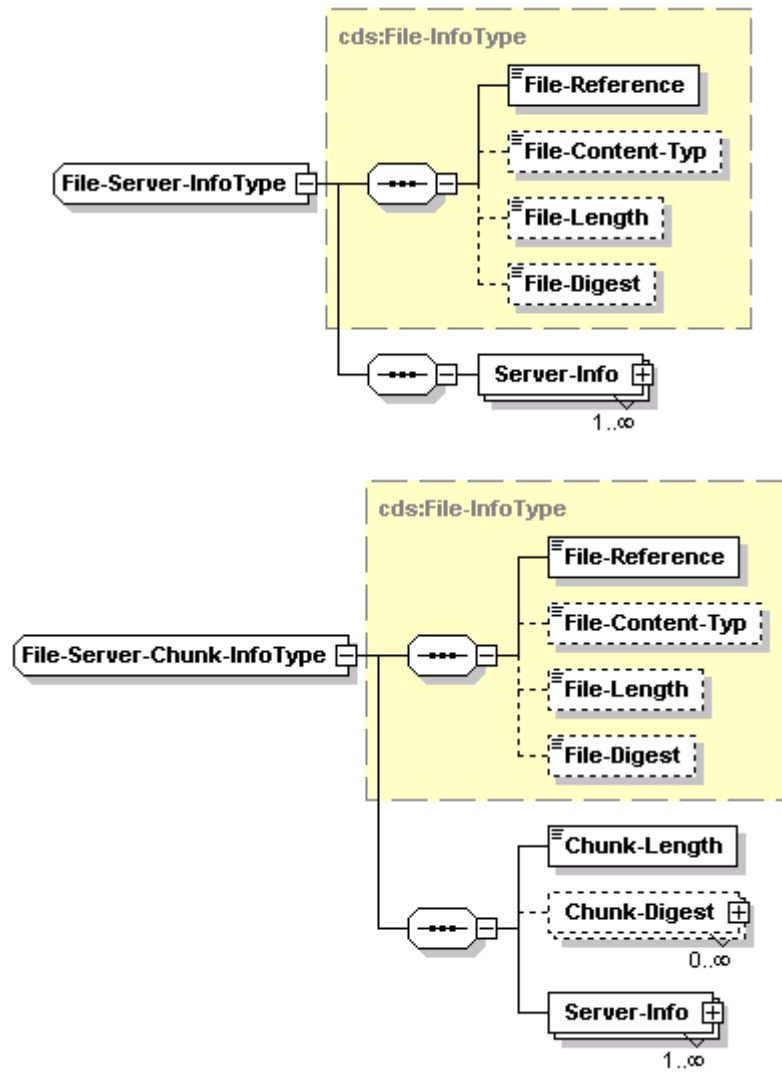 cds:File-InfoType
File-Reference
File-Content-Typ
File-Server-InfoType
File-Length
File-Digest
Server-Info
1..∞
cds:File-InfoType
File-Reference
File-Content-Typ
File-Server-Chunk-InfoType
File-Length
File-Digest
Chunk-Length
Chunk-Digest
0..∞
Server-Info
1..∞